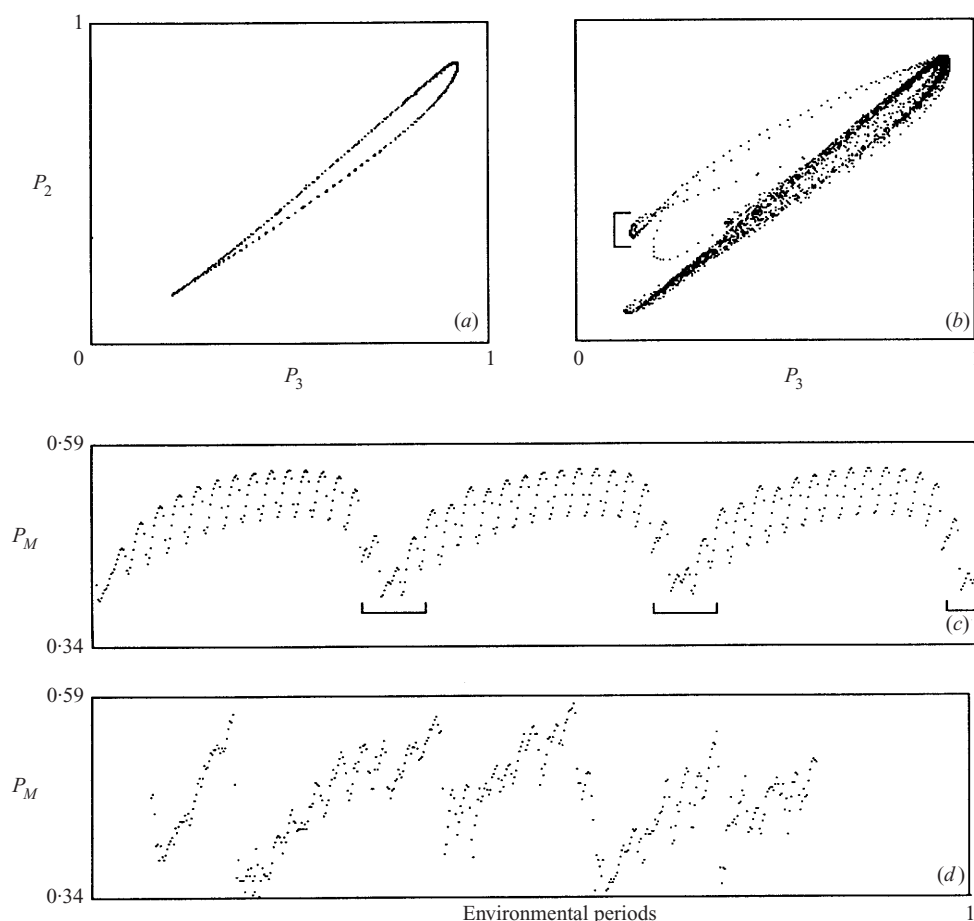 1
P2
(a)
(b)
0
1
0
P3
P3
0·59
PM
(c)
0·34
0·59
PM
(d)
0·34
Environmental periods
1